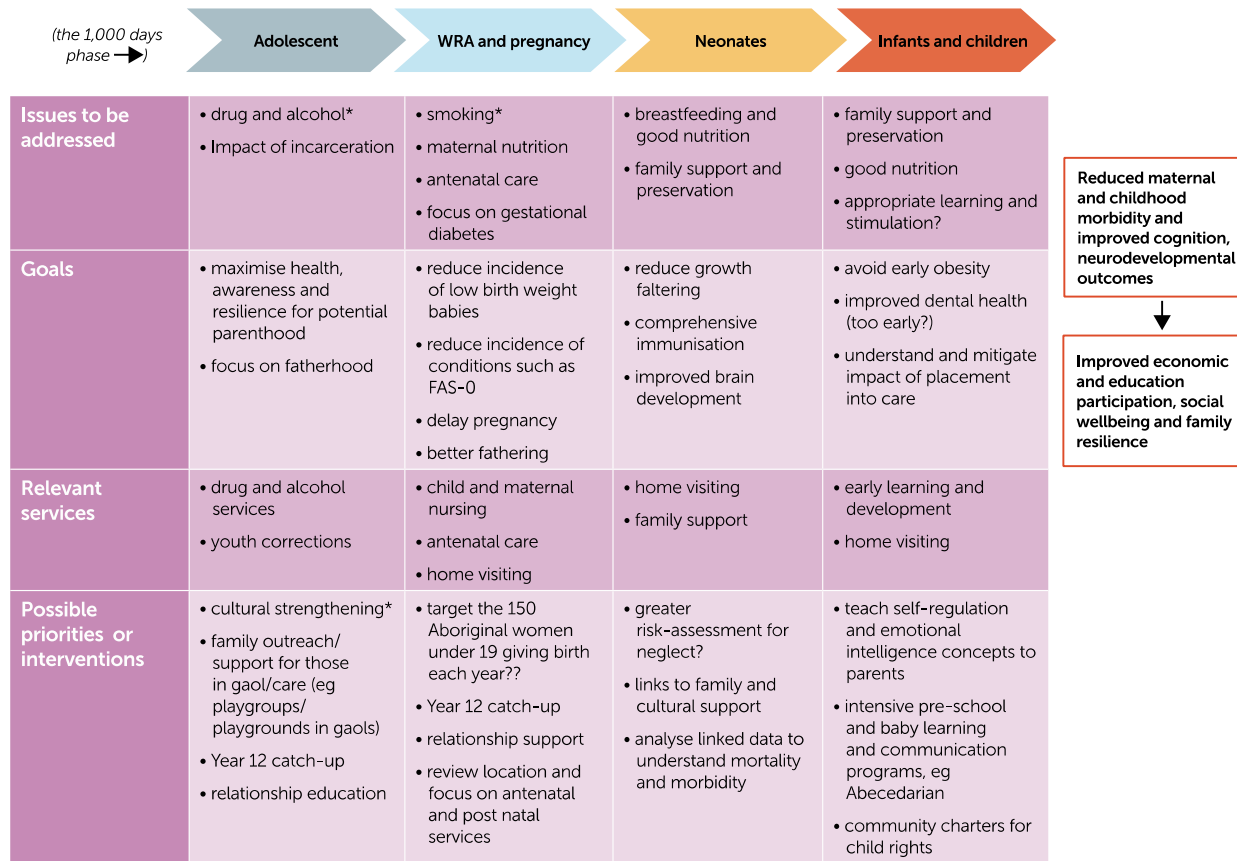 (the 1,000 days
phase →)
Adolescent
WRA and pregnancy
Neonates
Infants and children
Issues to be
addressed
• drug and alcohol*
• Impact of incarceration
• smoking*
• maternal nutrition
• antenatal care
• focus on gestational
diabetes
• breastfeeding and
good nutrition
• family support and
preservation
• family support and
preservation
• good nutrition
• appropriate learning and
stimulation?
Goals
• maximise health,
awareness and
resilience for potential
parenthood
• focus on fatherhood
• reduce incidence
of low birth weight
babies
• reduce incidence of
conditions such as
FAS-0
• delay pregnancy
• better fathering
• reduce growth
faltering
• comprehensive
immunisation
• improved brain
development
• avoid early obesity
• improved dental health
(too early?)
• understand and mitigate
impact of placement
into care
Relevant
services
• drug and alcohol
services
• youth corrections
• child and maternal
nursing
• antenatal care
• home visiting
• home visiting
• family support
• early learning and
development
• home visiting
Possible
priorities or
interventions
• cultural strengthening*
• family outreach/
support for those
in gaol/care (eg
playgroups/
playgrounds in gaols)
• Year 12 catch-up
• relationship education
• target the 150
Aboriginal women
under 19 giving birth
each year??
• Year 12 catch-up
• relationship support
• review location and
focus on antenatal
and post natal
services
• greater
risk-assessment for
neglect?
• links to family and
cultural support
• analyse linked data to
understand mortality
and morbidity
• teach self-regulation
and emotional
intelligence concepts to
parents
• intensive pre-school
and baby learning
and communication
programs, eg
Abecedarian
• community charters for
child rights
Reduced maternal
and childhood
morbidity and
improved cognition,
neurodevelopmental
outcomes
Improved economic
and education
participation, social
wellbeing and family
resilience